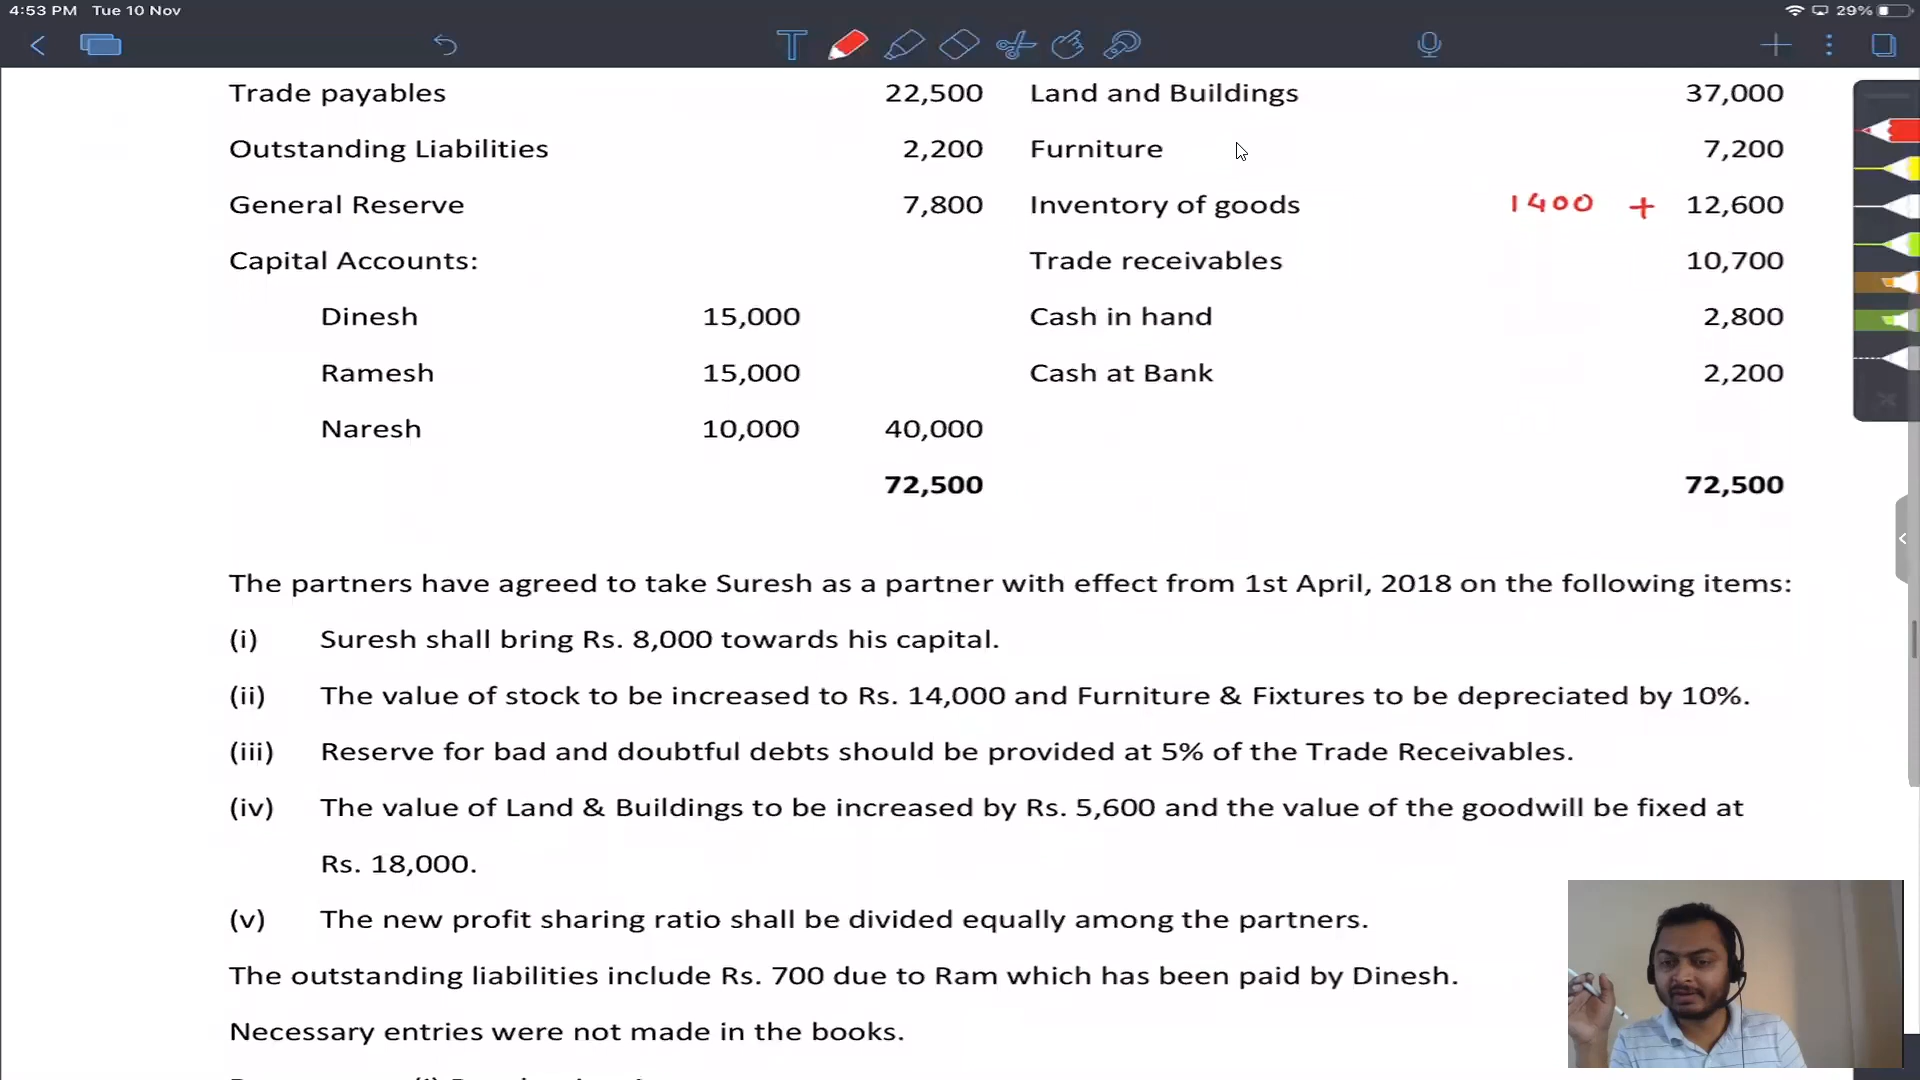 4:53 PM Tue 10 Nov 29%
Trade payables 22,500 Land and Buildings 37,000
Outstanding Liabilities 2,200 Furniture 7,200
General Reserve 7,800 Inventory of goods 1400 + 12,600
Capital Accounts: Trade receivables 10,700
Dinesh 15,000 Cash in hand 2,800
Ramesh 15,000 Cash at Bank 2,200
Naresh 10,000 40,000
72,500 72,500
The partners have agreed to take Suresh as a partner with effect from 1st April, 2018 on the following items:
(i) Suresh shall bring Rs. 8,000 towards his capital.
(ii) The value of stock to be increased to Rs. 14,000 and Furniture & Fixtures to be depreciated by 10%.
(iii) Reserve for bad and doubtful debts should be provided at 5% of the Trade Receivables.
(iv) The value of Land & Buildings to be increased by Rs. 5,600 and the value of the goodwill be fixed at
Rs. 18,000.
(v) The new profit sharing ratio shall be divided equally among the partners.
The outstanding liabilities include Rs. 700 due to Ram which has been paid by Dinesh.
Necessary entries were not made in the books.